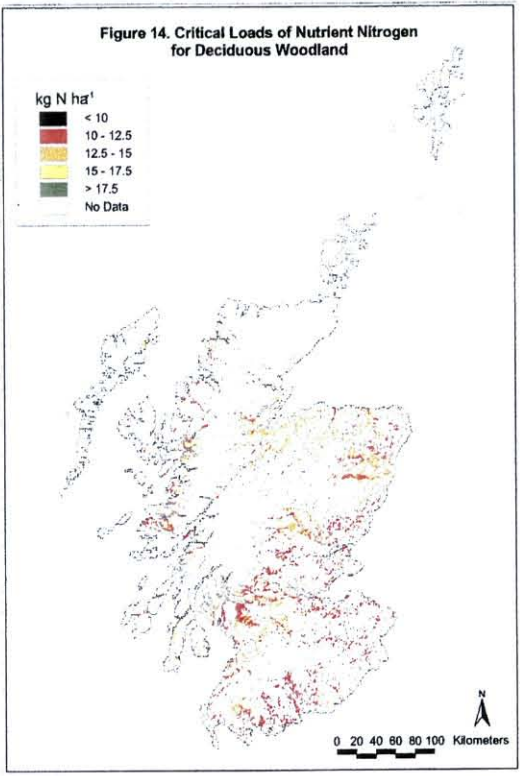 Figure 14. Critical Loads of Nutrient Nitrogen
for Deciduous Woodland
kg N ha⁻¹
< 10
10 - 12.5
12.5 - 15
15 - 17.5
> 17.5
No Data
N
0 20 40 60 80 100 Kilometers